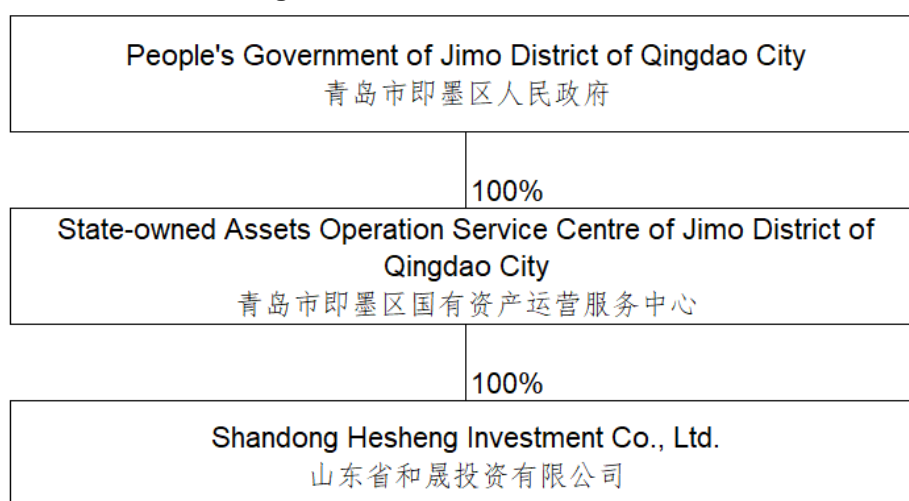 People's Government of Jimo District of Qingdao City
青岛市即墨区人民政府
100%
State-owned Assets Operation Service Centre of Jimo District of
Qingdao City
青岛市即墨区国有资产运营服务中心
100%
Shandong Hesheng Investment Co., Ltd.
山东省和晟投资有限公司